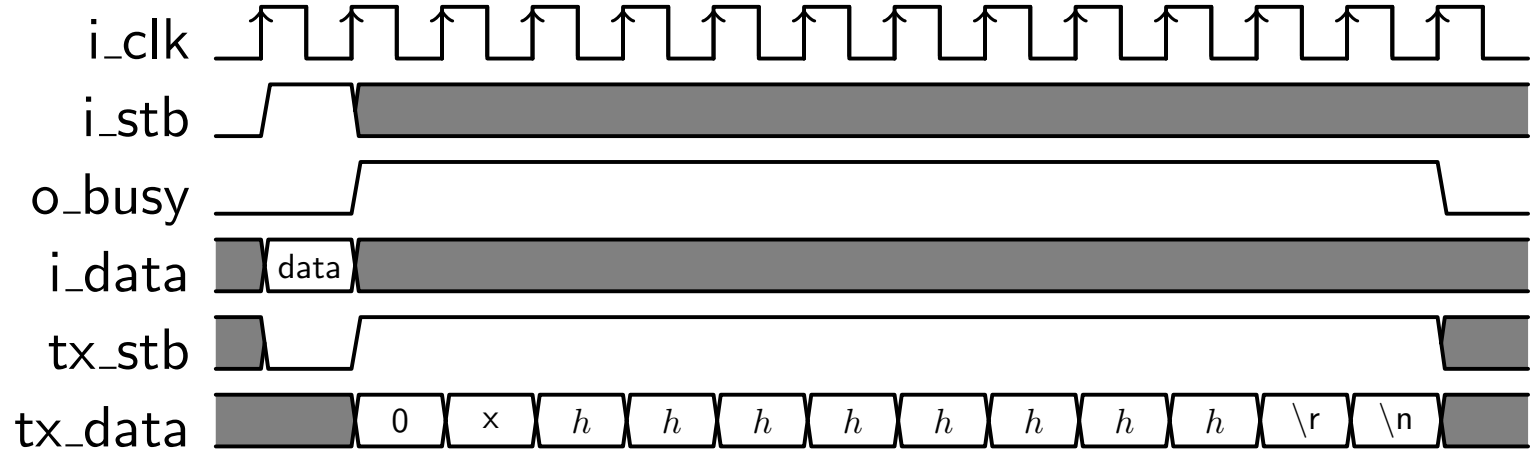 i_clk
i_stb
o_busy
i_data data
tx_stb
tx_data 0 x h h h h h h h h \r \n